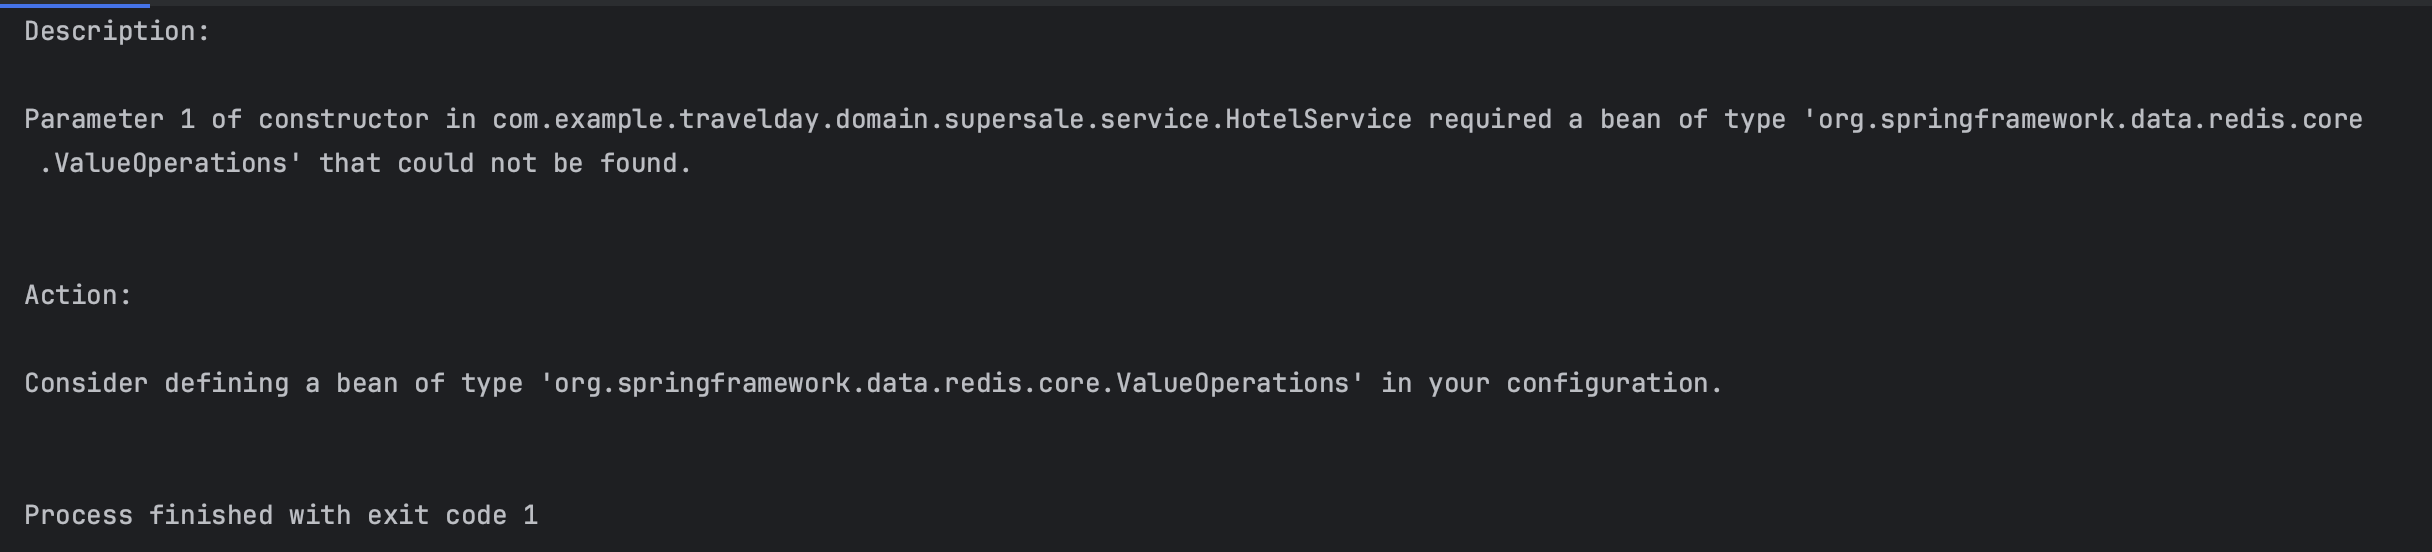 Description:
Parameter 1 of constructor in com.example.travelday.domain.supersale.service.HotelService required a bean of type 'org.springframework.data.redis.core
.ValueOperations' that could not be found.
Action:
Consider defining a bean of type 'org.springframework.data.redis.core.ValueOperations' in your configuration.
Process finished with exit code 1